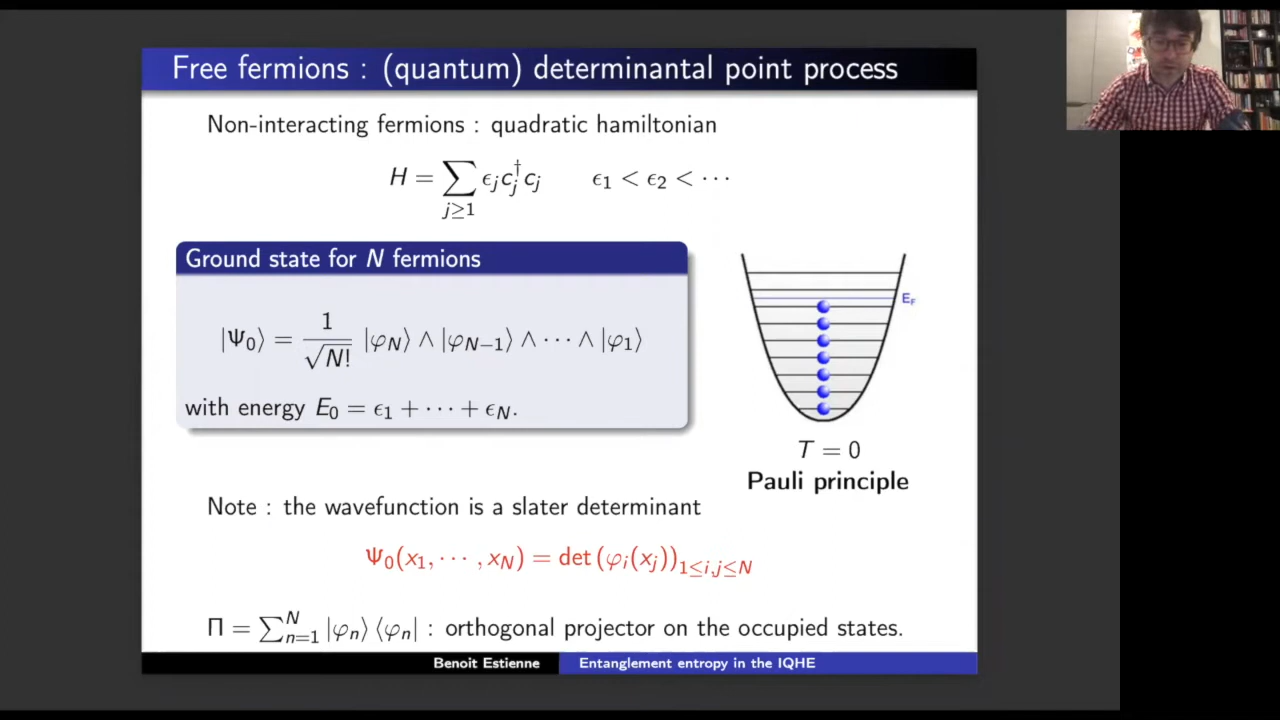 Free fermions : (quantum) determinantal point process
Non-interacting fermions : quadratic hamiltonian
H = ∑_{j≥1} ϵ_j c_j^† c_j ϵ_1 < ϵ_2 < ⋯
Ground state for N fermions
|Ψ_0⟩ = 1/√N! |φ_N⟩ ∧ |φ_{N−1}⟩ ∧ ⋯ ∧ |φ_1⟩
with energy E_0 = ϵ_1 + ⋯ + ϵ_N.
E_F
T = 0
Pauli principle
Note : the wavefunction is a slater determinant
Ψ_0(x_1, ⋯ , x_N) = det (φ_i(x_j))_{1≤i,j≤N}
Π = ∑_{n=1}^N |φ_n⟩ ⟨φ_n| : orthogonal projector on the occupied states.
Benoit Estienne Entanglement entropy in the IQHE